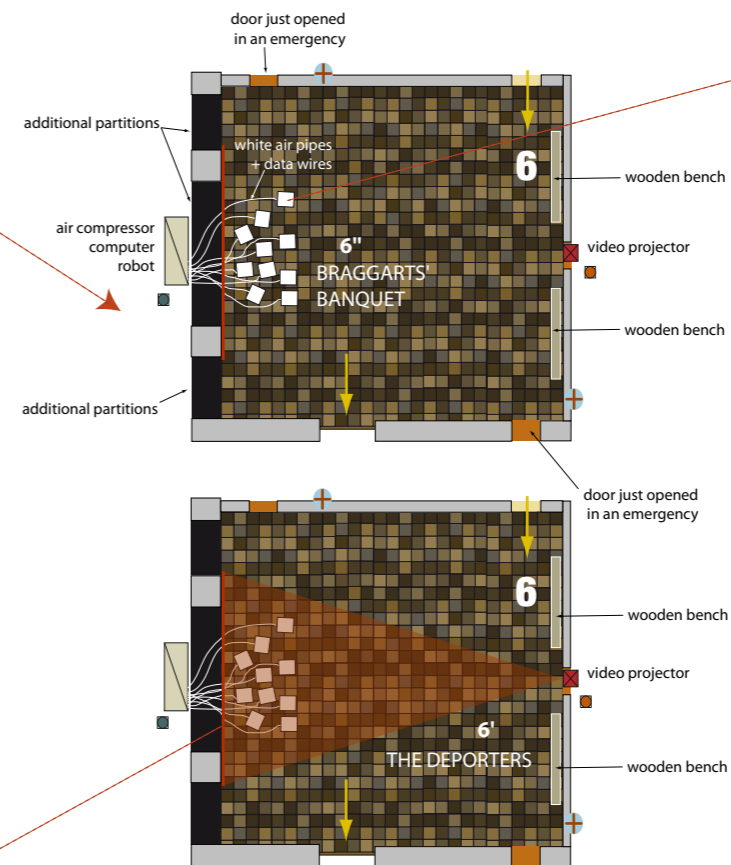 door just opened
in an emergency
additional partitions
white air pipes
+ data wires
6
wooden bench
air compressor
computer
robot
6"
BRAGGARTS'
BANQUET
video projector
wooden bench
additional partitions
door just opened
in an emergency
6
wooden bench
video projector
6'
THE DEPORTERS
wooden bench